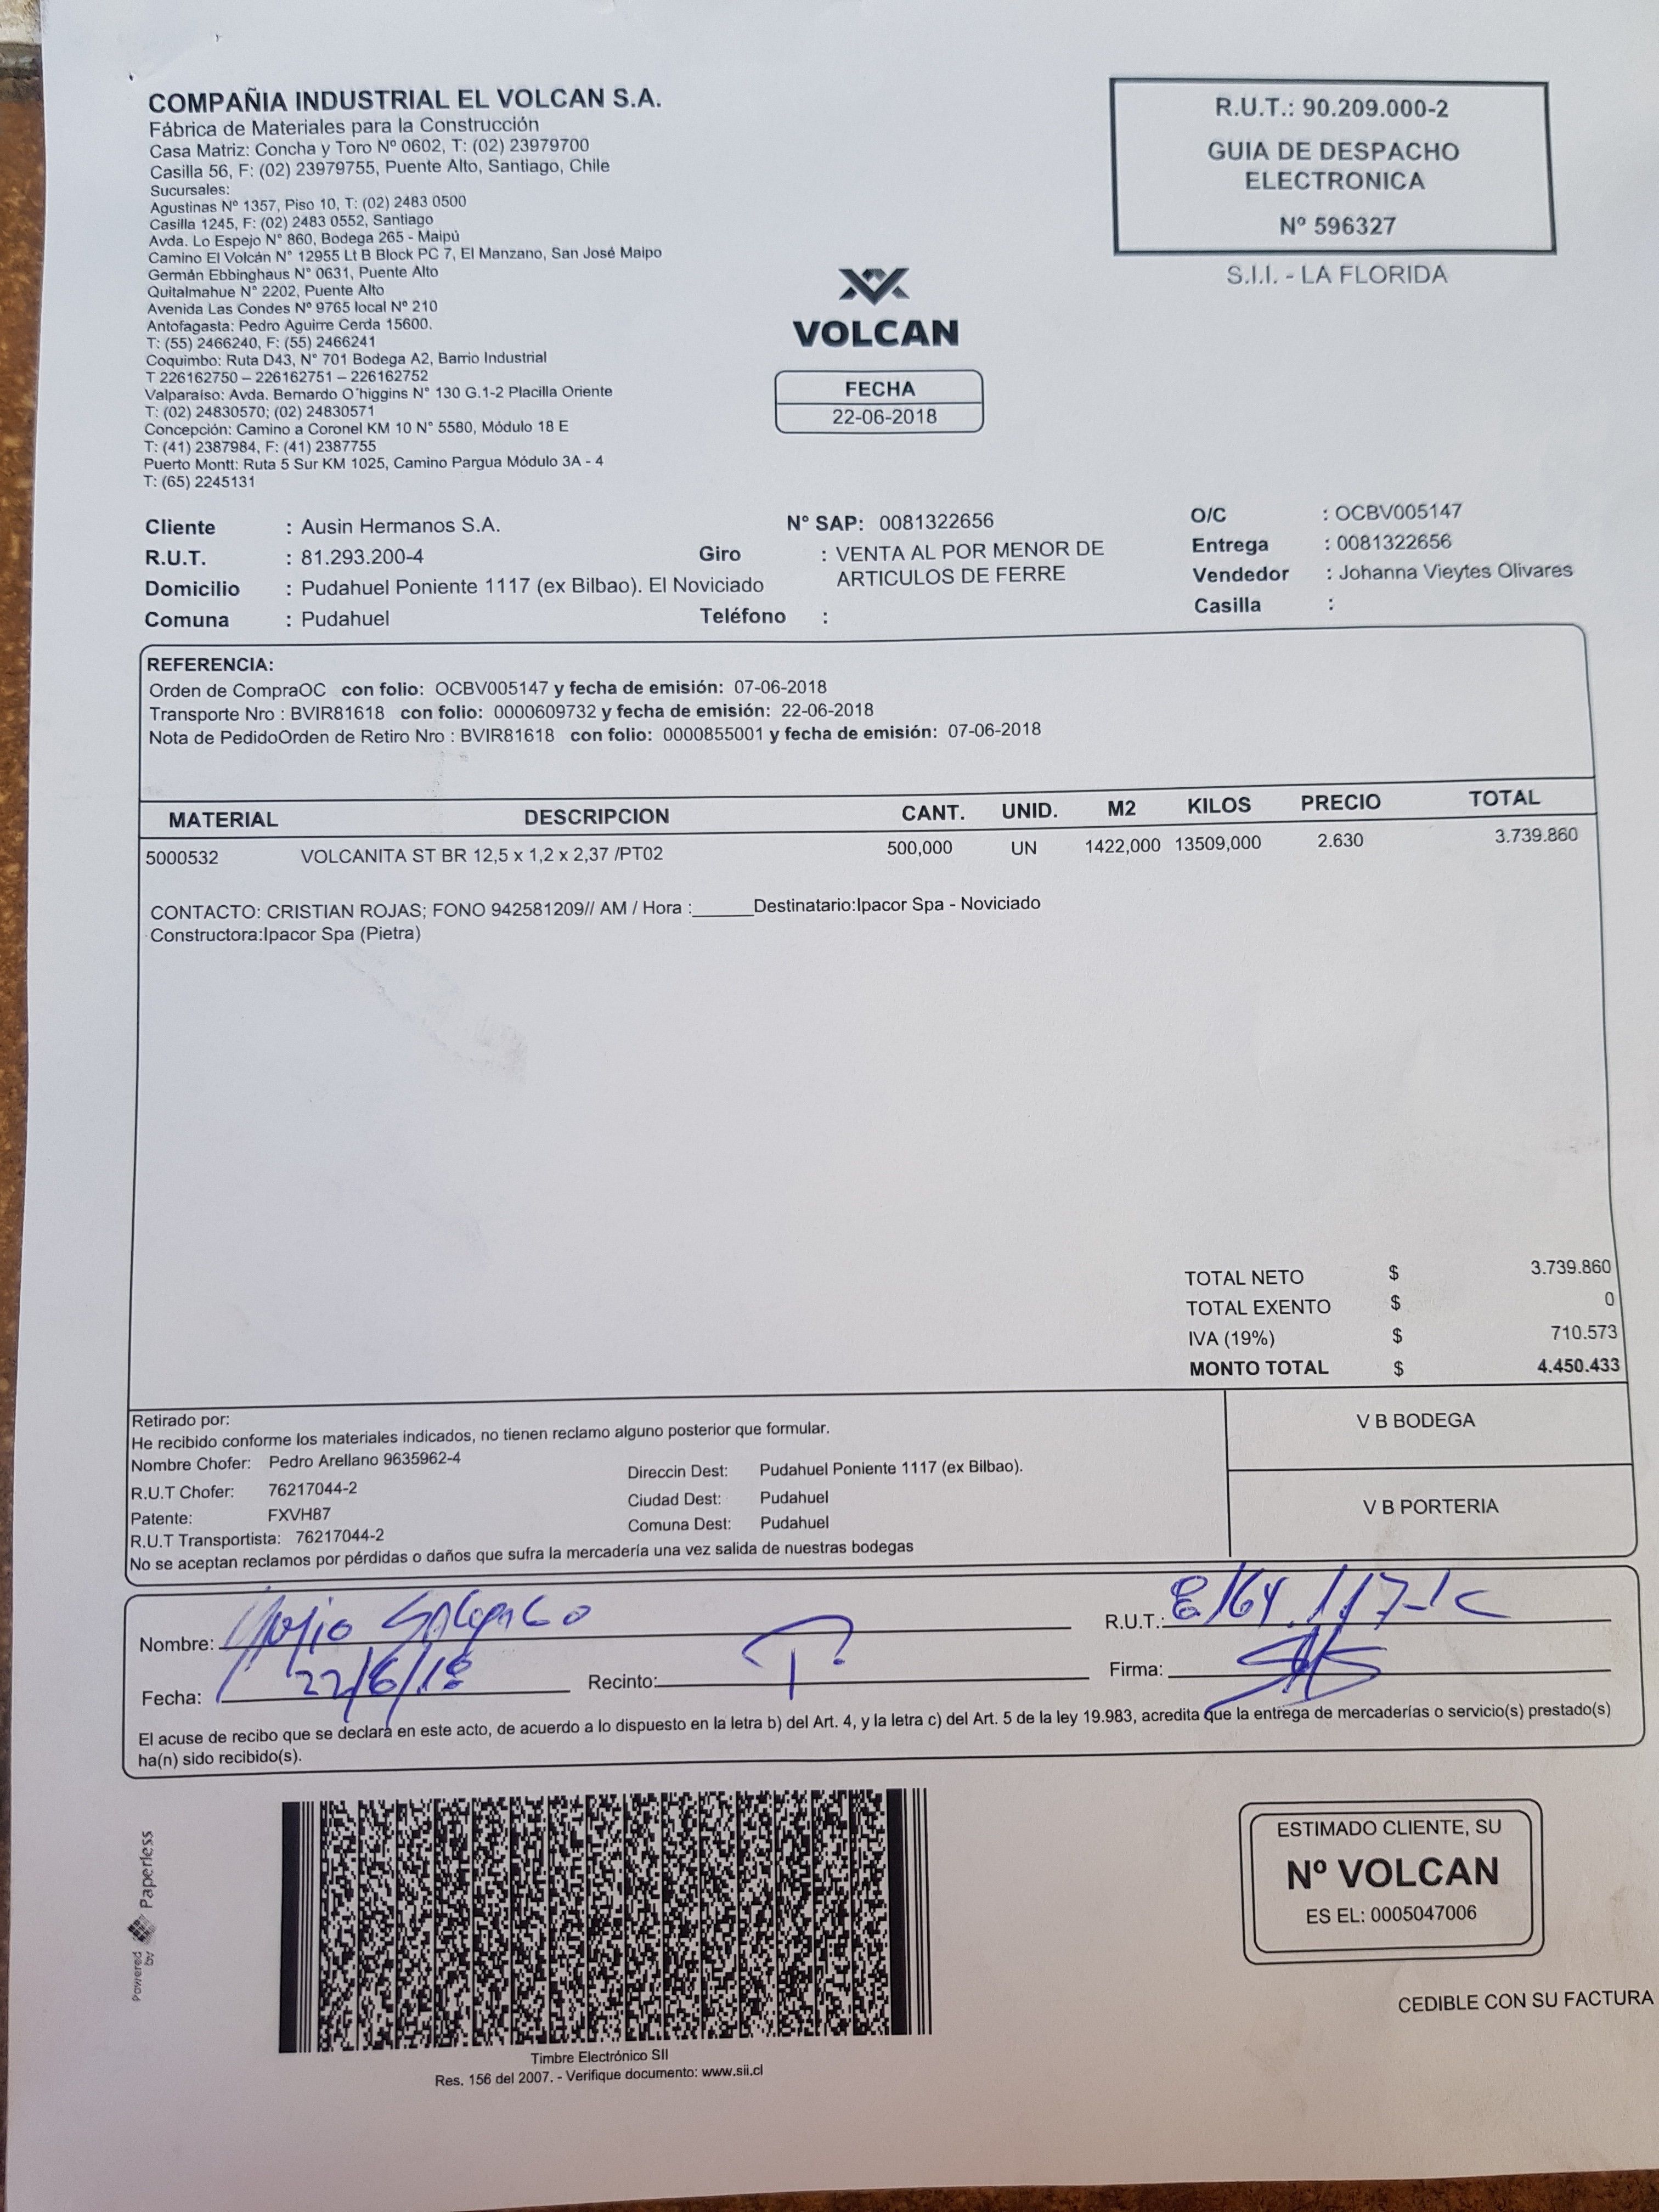 COMPAÑIA INDUSTRIAL EL VOLCAN S.A.
Fábrica de Materiales para la Construcción
Casa Matriz: Concha y Toro Nº 0602, T: (02) 23979700
Casilla 56, F: (02) 23979755, Puente Alto, Santiago, Chile
Sucursales:
Agustinas Nº 1357, Piso 10, T: (02) 2483 0500
Casilla 1245, F: (02) 2483 0552, Santiago
Avda. Lo Espejo N° 860, Bodega 265 - Maipú
Camino El Volcán N° 12955 Lt B Block PC 7, El Manzano, San José Maipo
Germán Ebbinghaus N° 0631, Puente Alto
Quitalmahue N° 2202, Puente Alto
Avenida Las Condes Nº 9765 local Nº 210
Antofagasta: Pedro Aguirre Cerda 15600.
T: (55) 2466240, F: (55) 2466241
Coquimbo: Ruta D43, N° 701 Bodega A2, Barrio Industrial
T 226162750 – 226162751 – 226162752
Valparaíso: Avda. Bernardo O`higgins N° 130 G.1-2 Placilla Oriente
T: (02) 24830570; (02) 24830571
Concepción: Camino a Coronel KM 10 N° 5580, Módulo 18 E
T: (41) 2387984, F: (41) 2387755
Puerto Montt: Ruta 5 Sur KM 1025, Camino Pargua Módulo 3A - 4
T: (65) 2245131
VOLCAN
FECHA
22-06-2018
R.U.T.: 90.209.000-2
GUIA DE DESPACHO
ELECTRONICA
Nº 596327
S.I.I. - LA FLORIDA
Cliente : Ausin Hermanos S.A.
R.U.T. : 81.293.200-4
Domicilio : Pudahuel Poniente 1117 (ex Bilbao). El Noviciado
Comuna : Pudahuel
N° SAP: 0081322656
Giro : VENTA AL POR MENOR DE
ARTICULOS DE FERRE
Teléfono :
O/C : OCBV005147
Entrega : 0081322656
Vendedor : Johanna Vieytes Olivares
Casilla :
REFERENCIA:
Orden de CompraOC con folio: OCBV005147 y fecha de emisión: 07-06-2018
Transporte Nro : BVIR81618 con folio: 0000609732 y fecha de emisión: 22-06-2018
Nota de PedidoOrden de Retiro Nro : BVIR81618 con folio: 0000855001 y fecha de emisión: 07-06-2018
MATERIAL DESCRIPCION CANT. UNID. M2 KILOS PRECIO TOTAL
5000532 VOLCANITA ST BR 12,5 x 1,2 x 2,37 /PT02 500,000 UN 1422,000 13509,000 2.630 3.739.860
CONTACTO: CRISTIAN ROJAS; FONO 942581209// AM / Hora :______Destinatario:Ipacor Spa - Noviciado
Constructora:Ipacor Spa (Pietra)
TOTAL NETO $ 3.739.860
TOTAL EXENTO $ 0
IVA (19%) $ 710.573
MONTO TOTAL $ 4.450.433
Retirado por:
He recibido conforme los materiales indicados, no tienen reclamo alguno posterior que formular.
Nombre Chofer: Pedro Arellano 9635962-4
R.U.T Chofer: 76217044-2
Patente: FXVH87
R.U.T Transportista: 76217044-2
Direccin Dest: Pudahuel Poniente 1117 (ex Bilbao).
Ciudad Dest: Pudahuel
Comuna Dest: Pudahuel
No se aceptan reclamos por pérdidas o daños que sufra la mercadería una vez salida de nuestras bodegas
V B BODEGA
V B PORTERIA
Nombre:
R.U.T.:
Fecha: 22/6/18
Recinto:
Firma:
El acuse de recibo que se declara en este acto, de acuerdo a lo dispuesto en la letra b) del Art. 4, y la letra c) del Art. 5 de la ley 19.983, acredita que la entrega de mercaderías o servicio(s) prestado(s)
ha(n) sido recibido(s).
Powered by Paperless
Timbre Electrónico SII
Res. 156 del 2007. - Verifique documento: www.sii.cl
ESTIMADO CLIENTE, SU
Nº VOLCAN
ES EL: 0005047006
CEDIBLE CON SU FACTURA